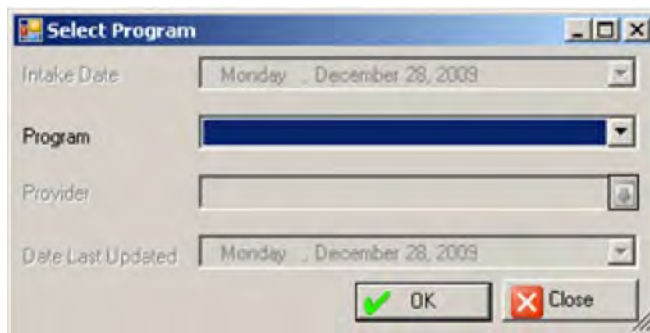 Select Program
Intake Date Monday , December 28, 2009
Program
Provider
Date Last Updated Monday , December 28, 2009
OK Close